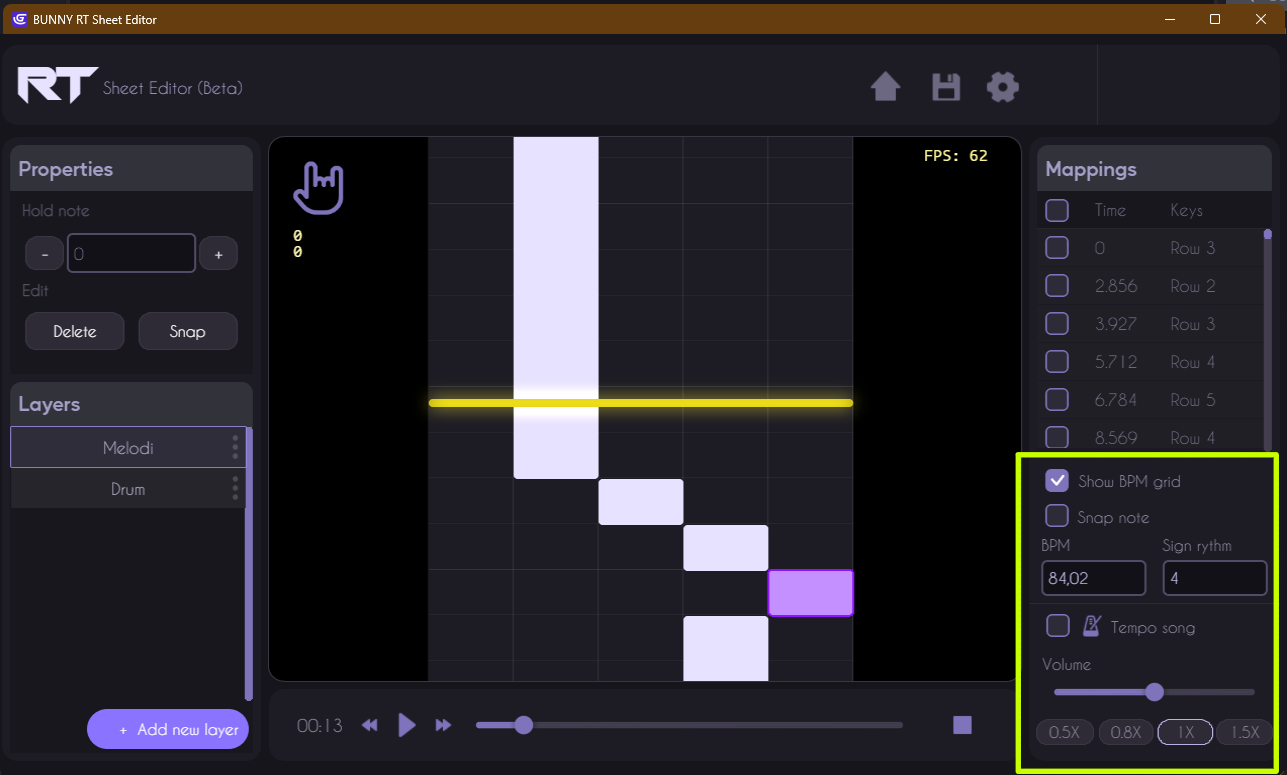 BUNNY RT Sheet Editor
RT Sheet Editor (Beta)
Properties
Hold note
- 0 +
Edit
Delete Snap
Layers
Melodi
Drum
+ Add new layer
FPS: 62
0
0
00:13
Mappings
Time Keys
0 Row 3
2.856 Row 2
3.927 Row 3
5.712 Row 4
6.784 Row 5
8.569 Row 4
Show BPM grid
Snap note
BPM Sign rythm
84,02 4
Tempo song
Volume
0.5X 0.8X 1X 1.5X